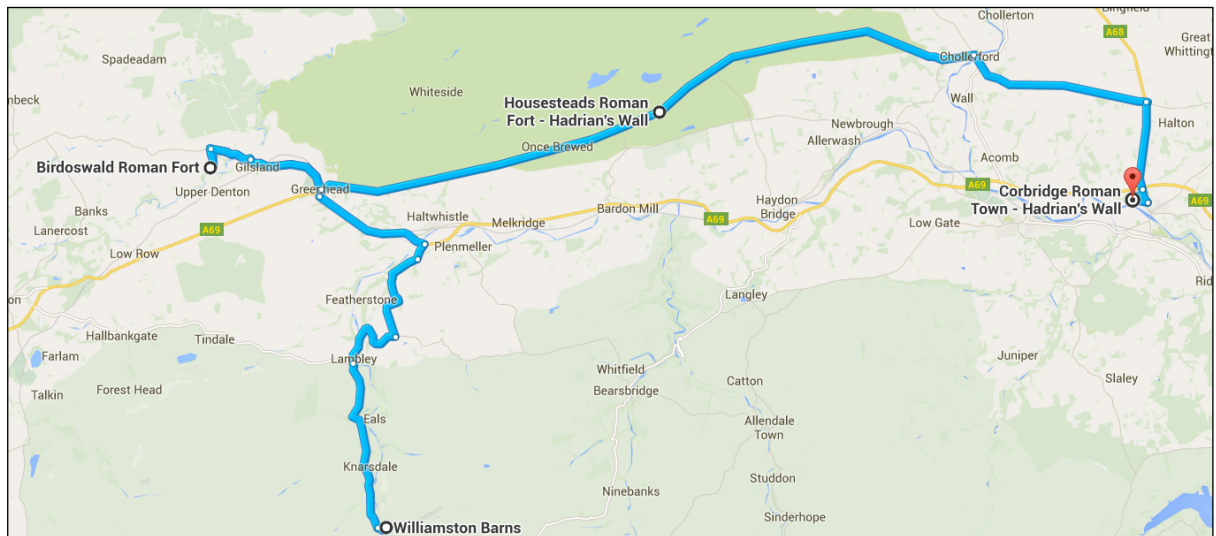 Chollerton
Bingfield
A68
Great
Whittingt
Spadeadam
Chollerford
nbeck
Whiteside
Housesteads Roman
Fort - Hadrian's Wall
Wall
Halton
Newbrough
Once Brewed
Allerwash
Acomb
Birdoswald Roman Fort
Gilsland
Upper Denton
Greenhead
A69
Corbridge Roman
Town - Hadrian's Wall
A69
Haydon
Bridge
Banks
Haltwhistle
Melkridge
Bardon Mill
A69
Low Gate
Lanercost
A69
Low Row
Plenmeller
Rid
on
Featherstone
Langley
Hallbankgate
Tindale
Farlam
Lambley
Juniper
Whitfield
Talkin
Forest Head
Bearsbridge
Catton
Slaley
Eals
Allendale
Town
Knarsdale
Studdon
Ninebanks
Williamston Barns
Sinderhope